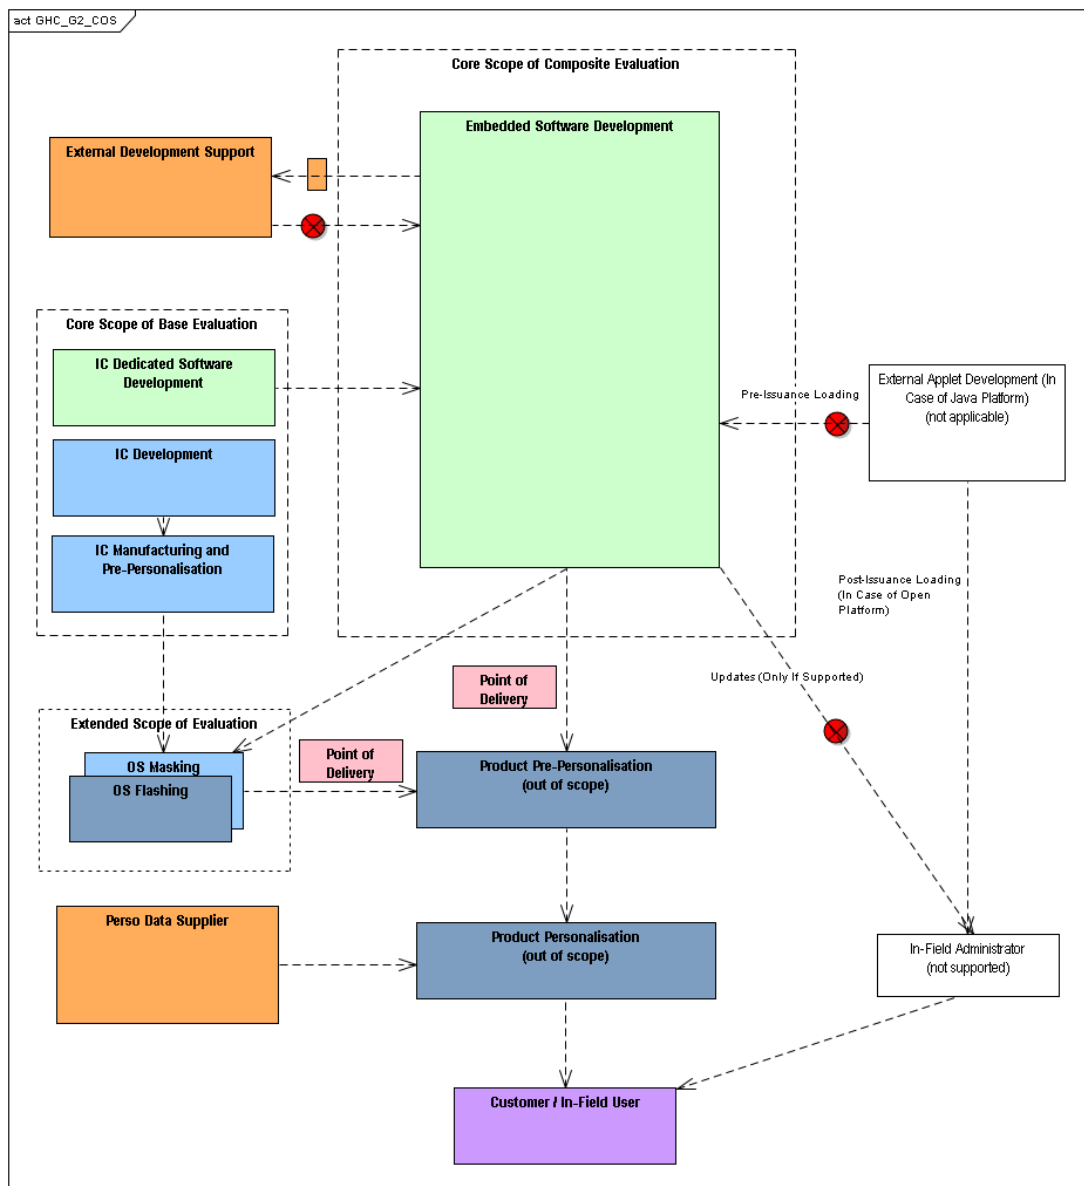 act GHC_G2_COS
Core Scope of Composite Evaluation
Embedded Software Development
External Development Support
Core Scope of Base Evaluation
IC Dedicated Software
Development
IC Development
IC Manufacturing and
Pre-Personalisation
Pre-Issuance Loading
External Applet Development (In
Case of Java Platform)
(not applicable)
Post-Issuance Loading
(In Case of Open
Platform)
Updates (Only If Supported)
Point of
Delivery
Extended Scope of Evaluation
OS Masking
OS Flashing
Point of
Delivery
Product Pre-Personalisation
(out of scope)
Perso Data Supplier
Product Personalisation
(out of scope)
In-Field Administrator
(not supported)
Customer / In-Field User